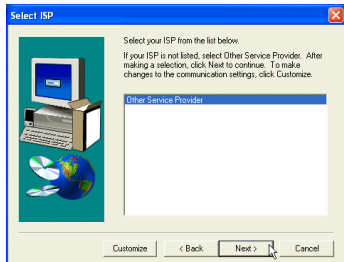 Select ISP
Select your ISP from the list below.
If your ISP is not listed, select Other Service Provider. After
making a selection, click Next to continue. To make
changes to the communication settings, click Customize.
Other Service Provider
Customize
< Back
Next >
Cancel